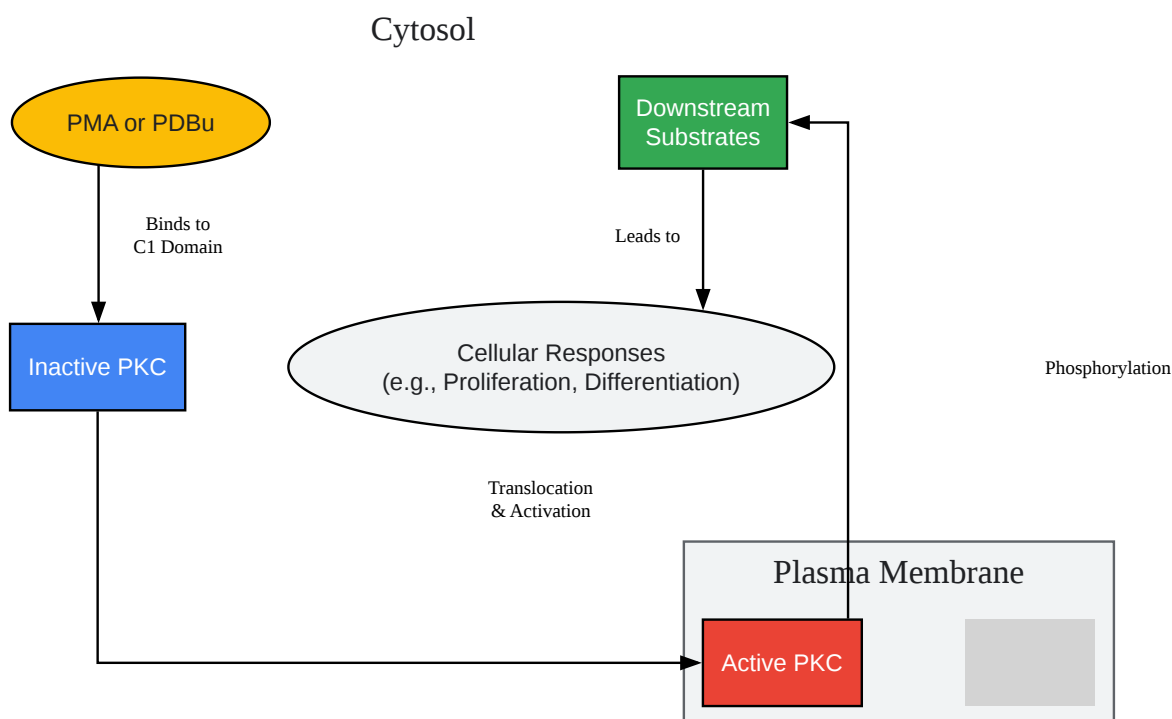 Cytosol
PMA or PDBu
Downstream
Substrates
Binds to
C1 Domain
Leads to
Inactive PKC
Cellular Responses
(e.g., Proliferation, Differentiation)
Phosphorylation
Translocation
& Activation
Plasma Membrane
Active PKC